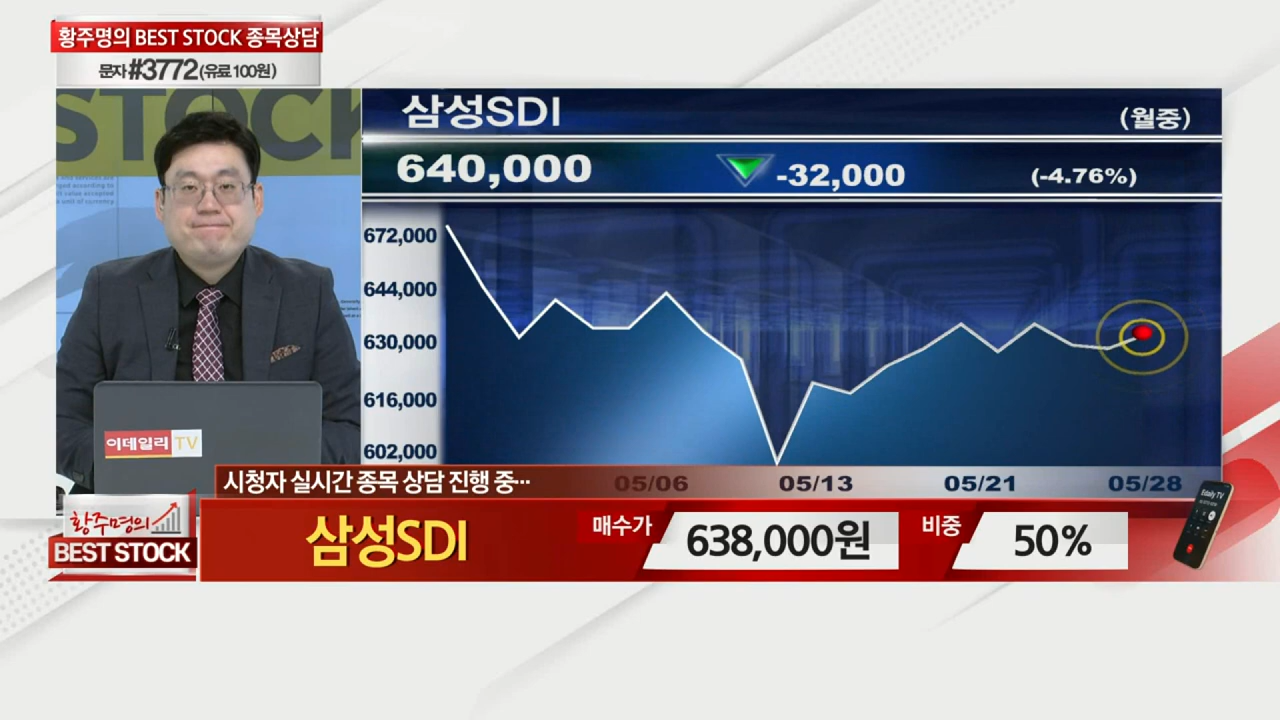 황주명의 BEST STOCK 종목상담
문자 #3772 (유료 100원)
STOCK
삼성SDI
(월중)
640,000
-32,000
(-4.76%)
672,000
644,000
630,000
616,000
602,000
05/06
05/13
05/21
05/28
이데일리 TV
시청자 실시간 종목 상담 진행 중...
황주명의
BEST STOCK
삼성SDI
매수가
638,000원
비중
50%
Edaily TV